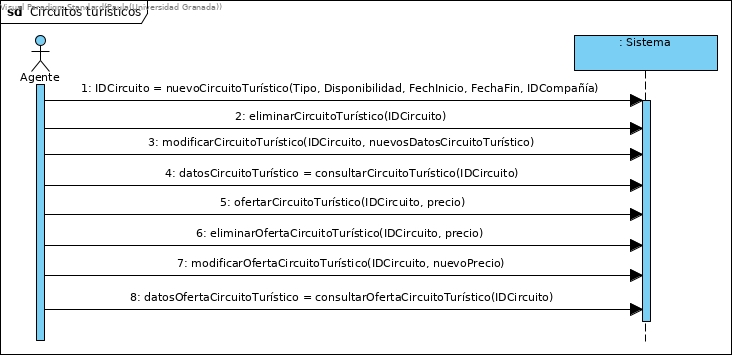 Visual Paradigm Standard(Paula(Universidad Granada))
sd Circuitos turísticos
: Sistema
Agente
1: IDCircuito = nuevoCircuitoTurístico(Tipo, Disponibilidad, FechInicio, FechaFin, IDCompañía)
2: eliminarCircuitoTurístico(IDCircuito)
3: modificarCircuitoTurístico(IDCircuito, nuevosDatosCircuitoTurístico)
4: datosCircuitoTurístico = consultarCircuitoTurístico(IDCircuito)
5: ofertarCircuitoTurístico(IDCircuito, precio)
6: eliminarOfertaCircuitoTurístico(IDCircuito, precio)
7: modificarOfertaCircuitoTurístico(IDCircuito, nuevoPrecio)
8: datosOfertaCircuitoTurístico = consultarOfertaCircuitoTurístico(IDCircuito)